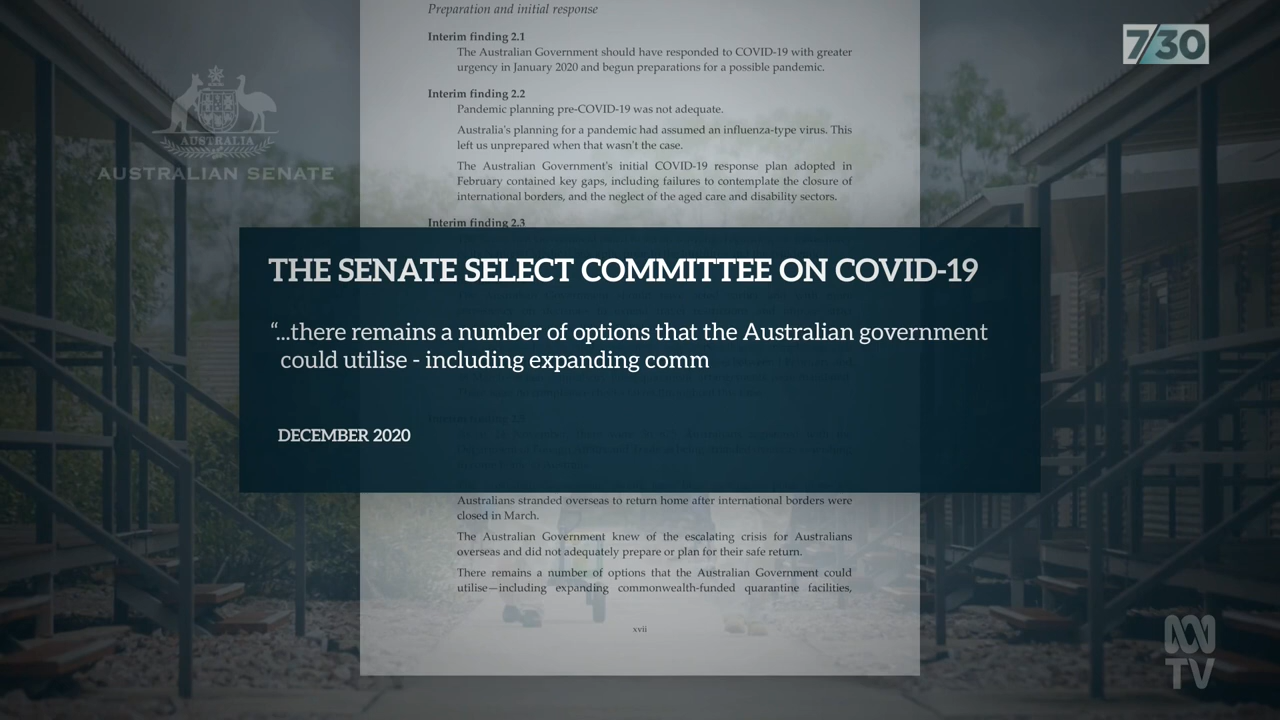 Preparation and initial response
7/30
Interim finding 2.1
The Australian Government should have responded to COVID-19 with greater
urgency in January 2020 and begun preparations for a possible pandemic.
Interim finding 2.2
Pandemic planning pre-COVID-19 was not adequate.
Australia's planning for a pandemic had assumed an influenza-type virus. This
left us unprepared when that wasn't the case.
AUSTRALIA
AUSTRALIAN SENATE
The Australian Government's initial COVID-19 response plan adopted in
February contained key gaps, including failures to contemplate the closure of
international borders, and the neglect of the aged care and disability sectors.
Interim finding 2.3
THE SENATE SELECT COMMITTEE ON COVID-19
“...there remains a number of options that the Australian government
could utilise - including expanding comm
DECEMBER 2020
Australians stranded overseas to return home after international borders were
closed in March.
The Australian Government knew of the escalating crisis for Australians
overseas and did not adequately prepare or plan for their safe return.
There remains a number of options that the Australian Government could
utilise—including expanding commonwealth-funded quarantine facilities,
xvii
TV